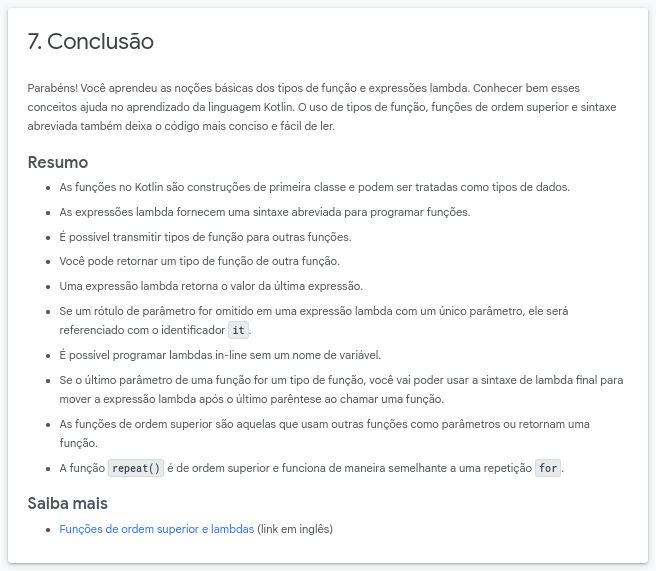 7. Conclusão
Parabéns! Você aprendeu as noções básicas dos tipos de função e expressões lambda. Conhecer bem esses
conceitos ajuda no aprendizado da linguagem Kotlin. O uso de tipos de função, funções de ordem superior e sintaxe
abreviada também deixa o código mais conciso e fácil de ler.
Resumo
As funções no Kotlin são construções de primeira classe e podem ser tratadas como tipos de dados.
As expressões lambda fornecem uma sintaxe abreviada para programar funções.
É possível transmitir tipos de função para outras funções.
Você pode retornar um tipo de função de outra função.
Uma expressão lambda retorna o valor da última expressão.
Se um rótulo de parâmetro for omitido em uma expressão lambda com um único parâmetro, ele será
referenciado com o identificador it.
É possível programar lambdas in-line sem um nome de variável.
Se o último parâmetro de uma função for um tipo de função, você vai poder usar a sintaxe de lambda final para
mover a expressão lambda após o último parêntese ao chamar uma função.
As funções de ordem superior são aquelas que usam outras funções como parâmetros ou retornam uma
função.
A função repeat() é de ordem superior e funciona de maneira semelhante a uma repetição for.
Saiba mais
Funções de ordem superior e lambdas (link em inglês)